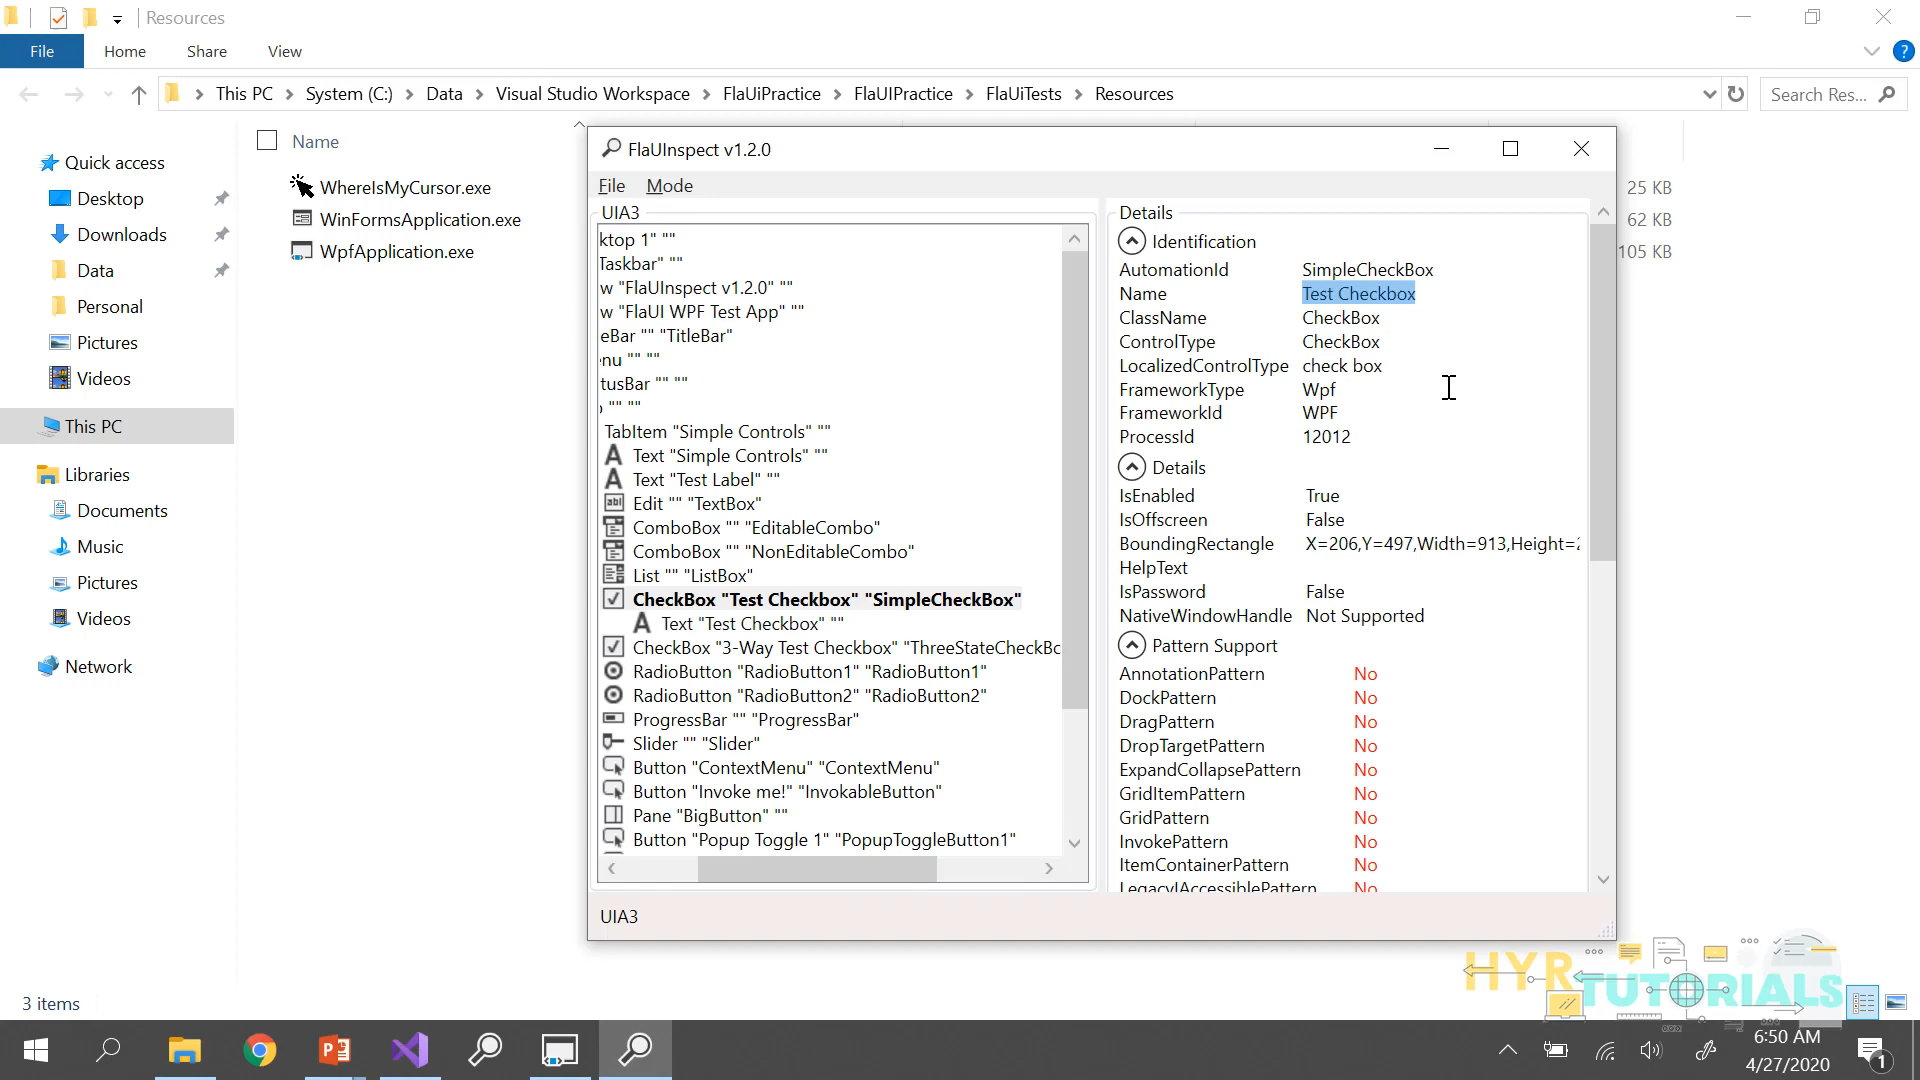 Resources
File Home Share View
This PC System (C:) Data Visual Studio Workspace FlaUiPractice FlaUIPractice FlaUiTests Resources
Search Res...
Quick access
Desktop
Downloads
Data
Personal
Pictures
Videos
This PC
Libraries
Documents
Music
Pictures
Videos
Network
Name
WhereIsMyCursor.exe
WinFormsApplication.exe
WpfApplication.exe
25 KB
62 KB
105 KB
FlaUInspect v1.2.0
File Mode
UIA3
ktop 1" ""
Taskbar" ""
w "FlaUInspect v1.2.0" ""
w "FlaUI WPF Test App" ""
eBar "" "TitleBar"
nu "" ""
tusBar "" ""
"" ""
TabItem "Simple Controls" ""
Text "Simple Controls" ""
Text "Test Label" ""
Edit "" "TextBox"
ComboBox "" "EditableCombo"
ComboBox "" "NonEditableCombo"
List "" "ListBox"
CheckBox "Test Checkbox" "SimpleCheckBox"
Text "Test Checkbox" ""
CheckBox "3-Way Test Checkbox" "ThreeStateCheckBo
RadioButton "RadioButton1" "RadioButton1"
RadioButton "RadioButton2" "RadioButton2"
ProgressBar "" "ProgressBar"
Slider "" "Slider"
Button "ContextMenu" "ContextMenu"
Button "Invoke me!" "InvokableButton"
Pane "BigButton" ""
Button "Popup Toggle 1" "PopupToggleButton1"
Details
Identification
AutomationId SimpleCheckBox
Name Test Checkbox
ClassName CheckBox
ControlType CheckBox
LocalizedControlType check box
FrameworkType Wpf
FrameworkId WPF
ProcessId 12012
Details
IsEnabled True
IsOffscreen False
BoundingRectangle X=206,Y=497,Width=913,Height=
HelpText
IsPassword False
NativeWindowHandle Not Supported
Pattern Support
AnnotationPattern No
DockPattern No
DragPattern No
DropTargetPattern No
ExpandCollapsePattern No
GridItemPattern No
GridPattern No
InvokePattern No
ItemContainerPattern No
LegacyIAccessiblePattern No
UIA3
HYR TUTORIALS
3 items
6:50 AM
4/27/2020
1